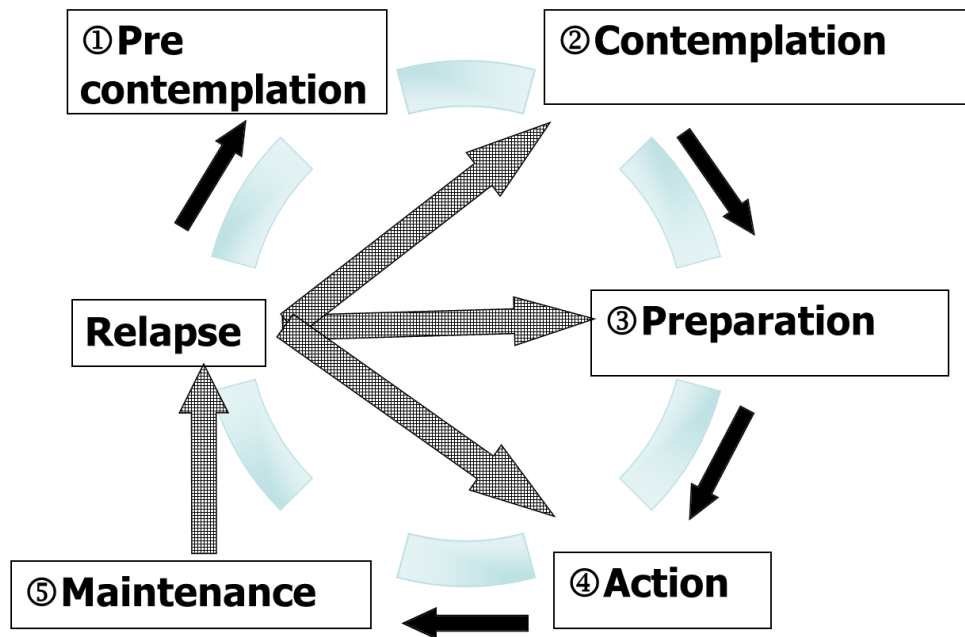 ①Pre
contemplation
②Contemplation
Relapse
③Preparation
⑤Maintenance
④Action